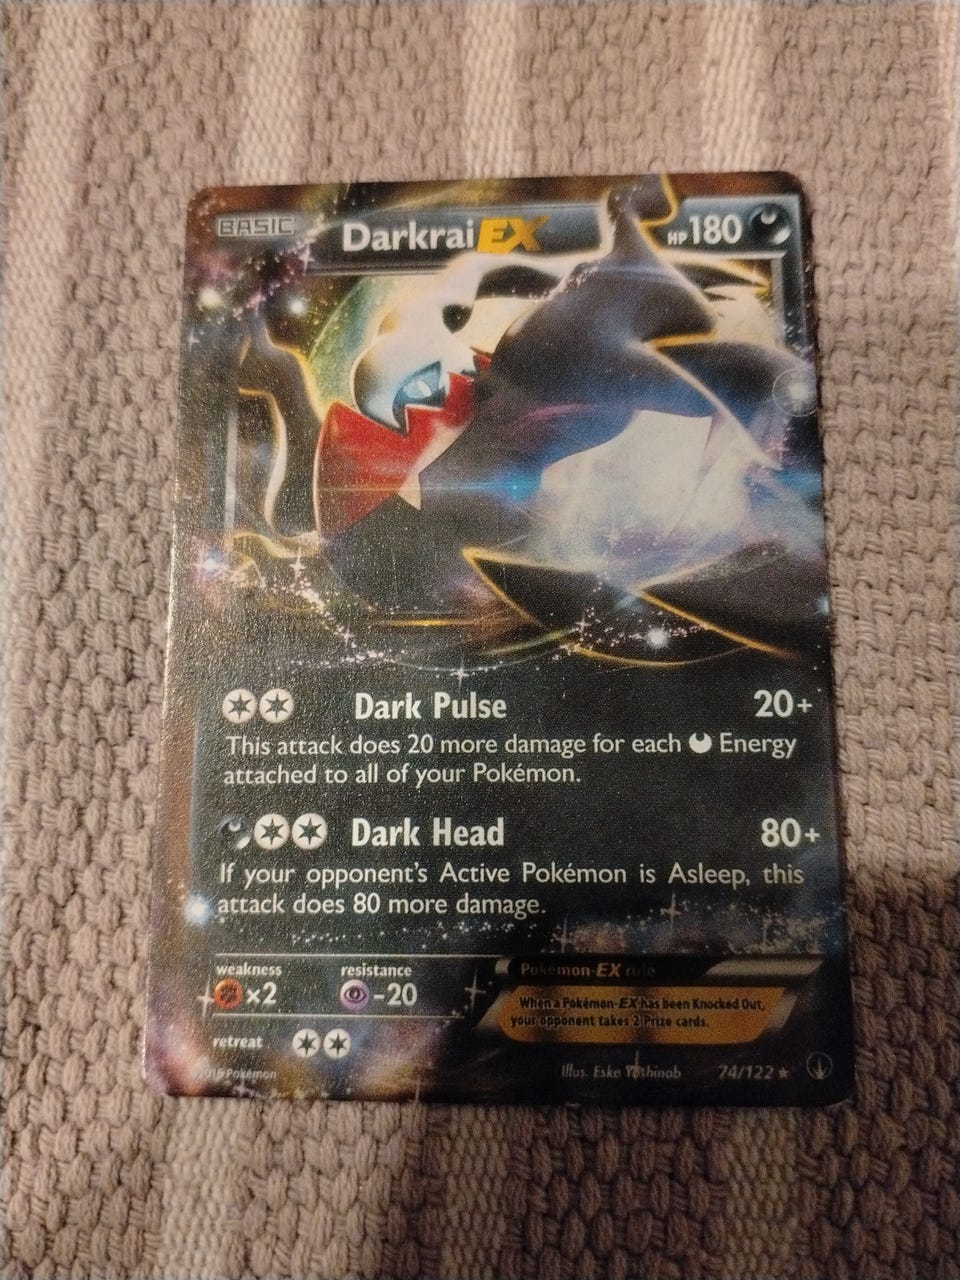 BASIC
Darkrai EX HP 180
Dark Pulse 20+
This attack does 20 more damage for each Energy
attached to all of your Pokémon.
Dark Head 80+
If your opponent's Active Pokémon is Asleep, this
attack does 80 more damage.
weakness resistance Pokémon-EX rule
×2 -20
When a Pokémon-EX has been Knocked Out,
your opponent takes 2 Prize cards.
retreat
Pokémon Illus. Eske Yoshinob 74/122